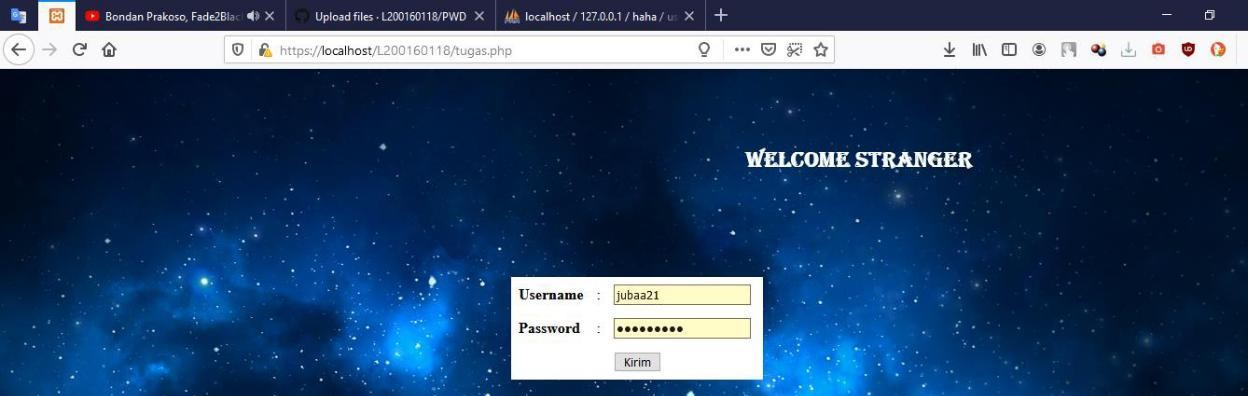 Bondan Prakoso, Fade2Blac
Upload files · L200160118/PWD
localhost / 127.0.0.1 / haha / us
https://localhost/L200160118/tugas.php
WELCOME STRANGER
Username : jubaa21
Password : •••••••••
Kirim